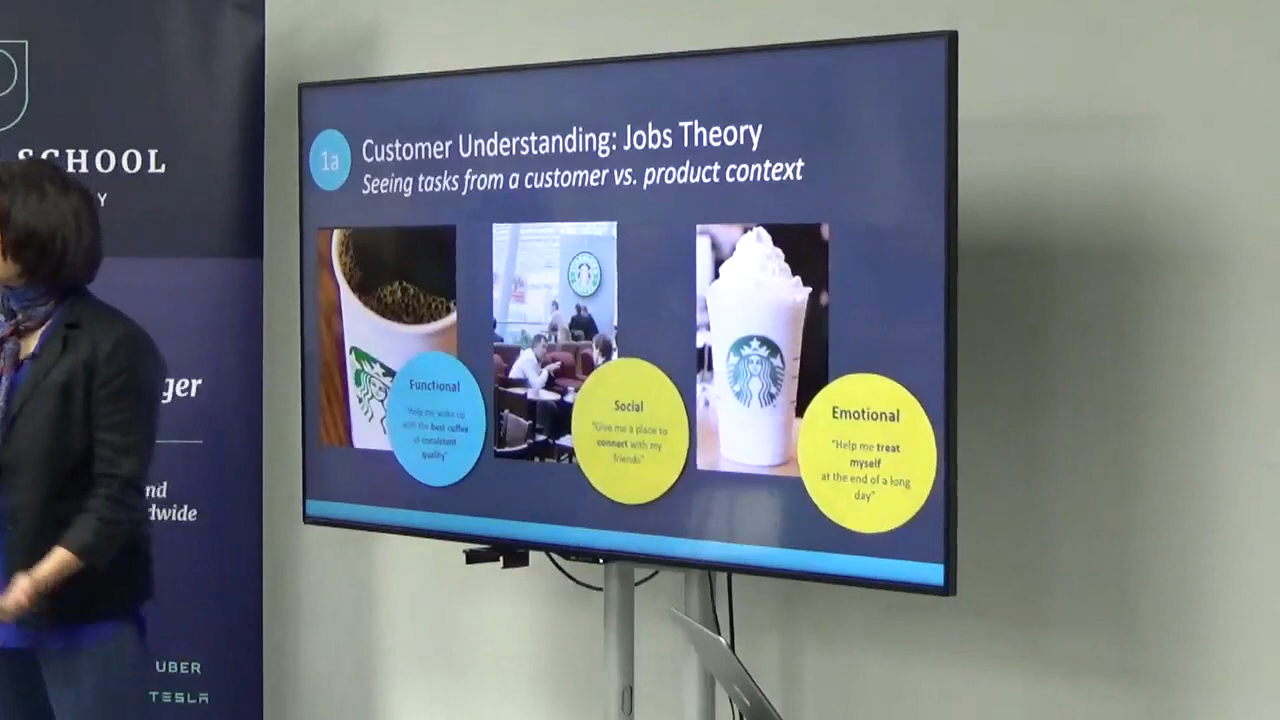 SCHOOL
Y
ger
nd
dwide
UBER
TESLA
1a
Customer Understanding: Jobs Theory
Seeing tasks from a customer vs. product context
Functional
"Help me wake up
with the best coffee
of consistent
quality"
Social
"Give me a place to
connect with my
friends"
Emotional
"Help me treat
myself
at the end of a long
day"